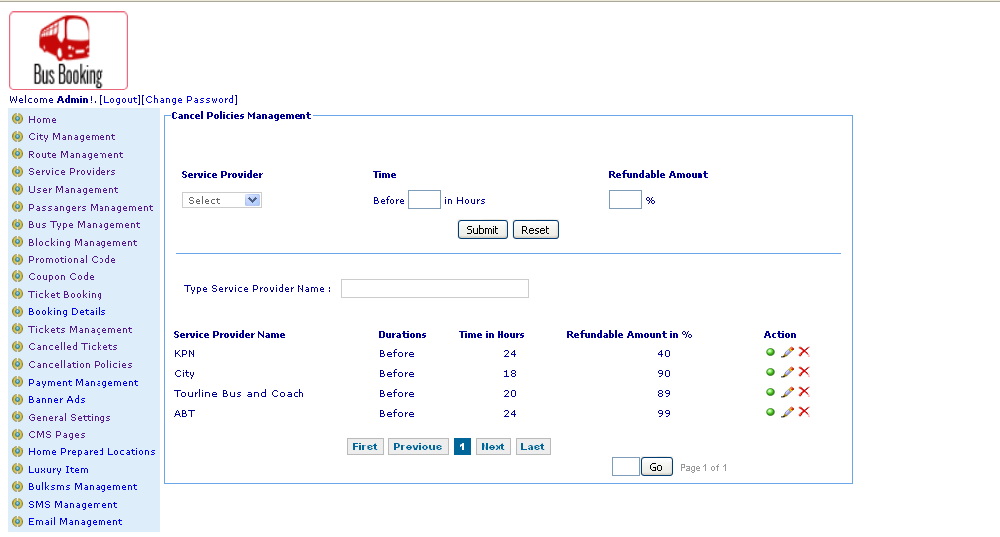 Bus Booking
Welcome Admin!. [Logout][Change Password]
Home
City Management
Route Management
Service Providers
User Management
Passangers Management
Bus Type Management
Blocking Management
Promotional Code
Coupon Code
Ticket Booking
Booking Details
Tickets Management
Cancelled Tickets
Cancellation Policies
Payment Management
Banner Ads
General Settings
CMS Pages
Home Prepared Locations
Luxury Item
Bulksms Management
SMS Management
Email Management
Cancel Policies Management
Service Provider Time Refundable Amount
Select Before in Hours %
Submit Reset
Type Service Provider Name :
Service Provider Name Durations Time in Hours Refundable Amount in % Action
KPN Before 24 40
City Before 18 90
Tourline Bus and Coach Before 20 89
ABT Before 24 99
First Previous 1 Next Last
Go Page 1 of 1